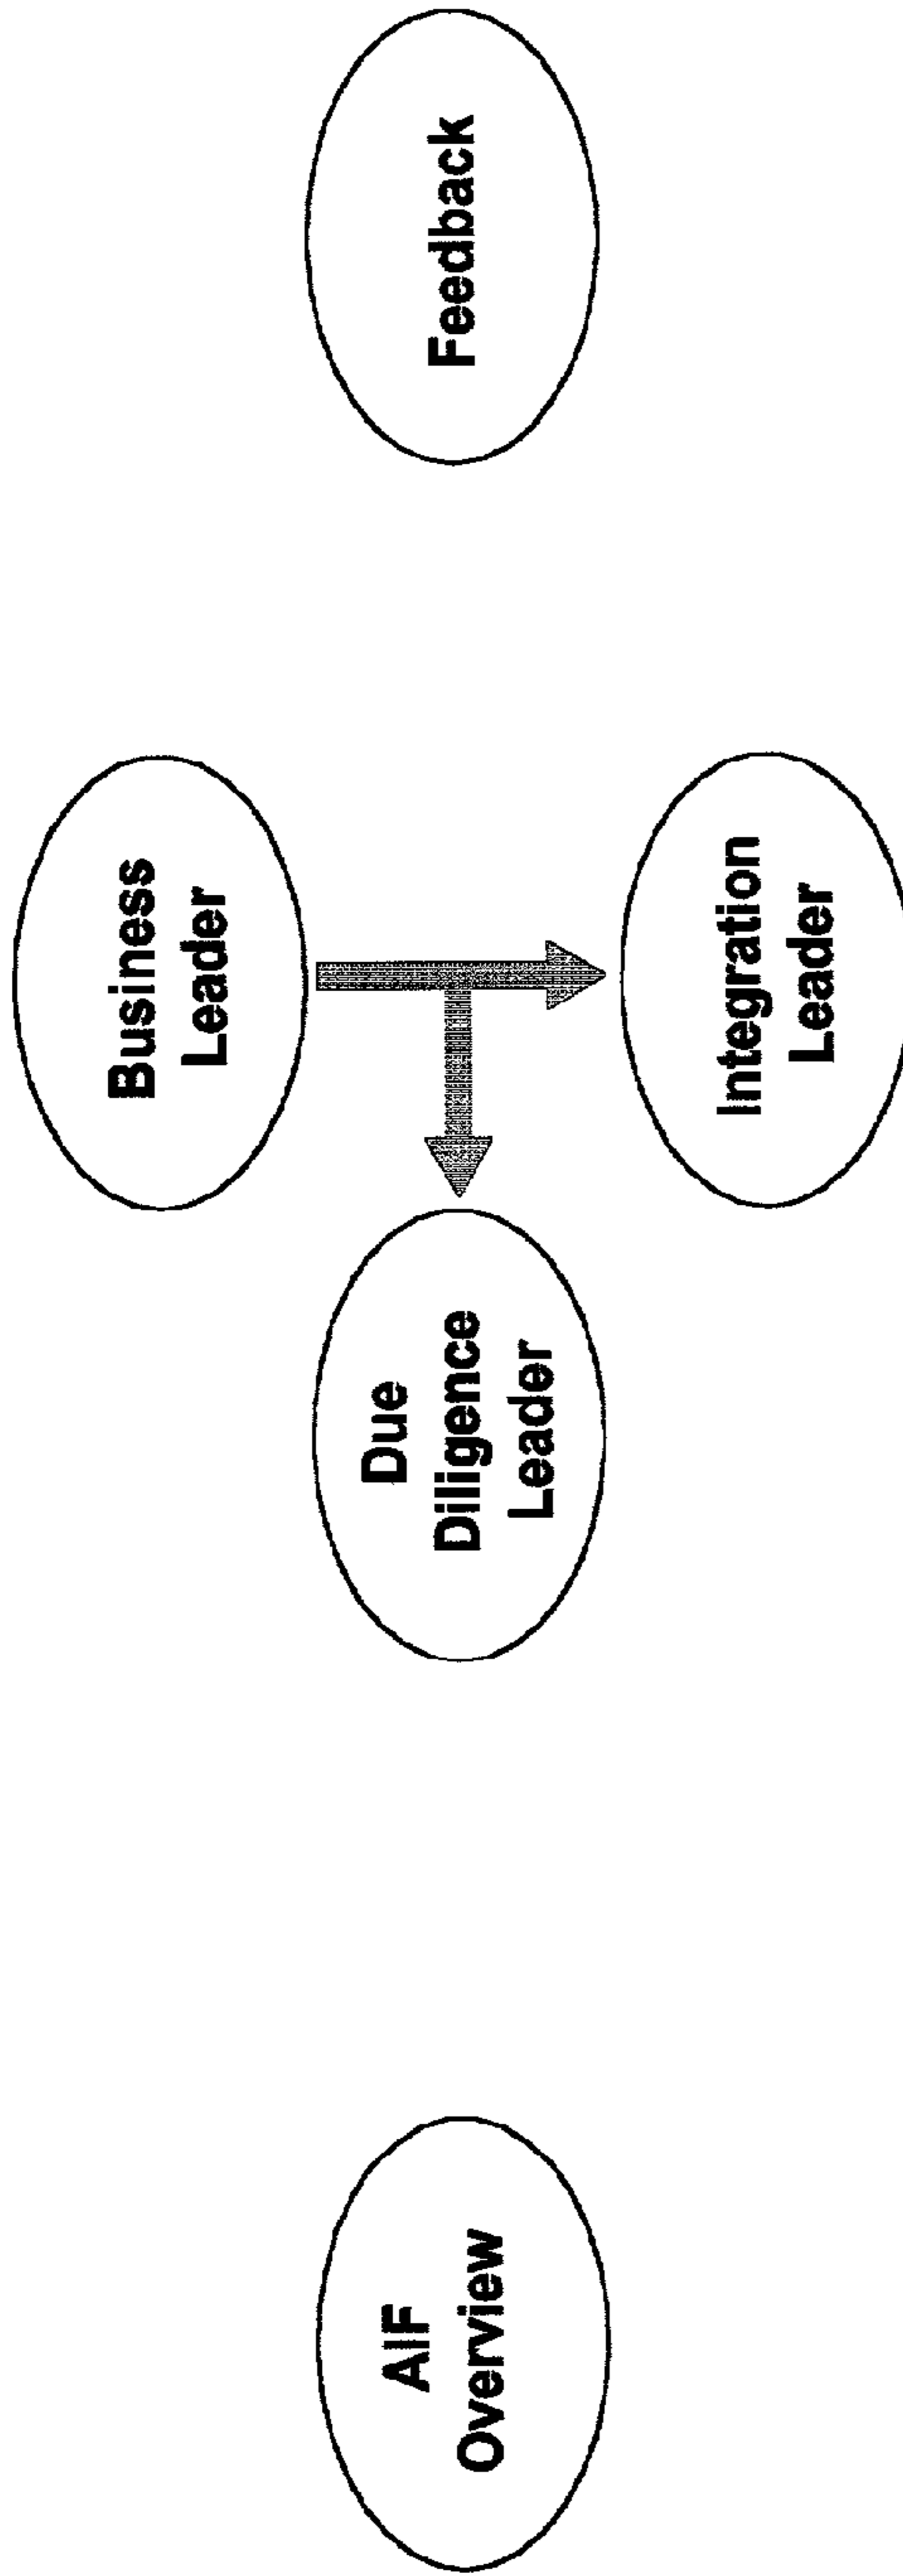 Business
Leader
AIF
Overview
Due
Diligence
Leader
Feedback
Integration
Leader